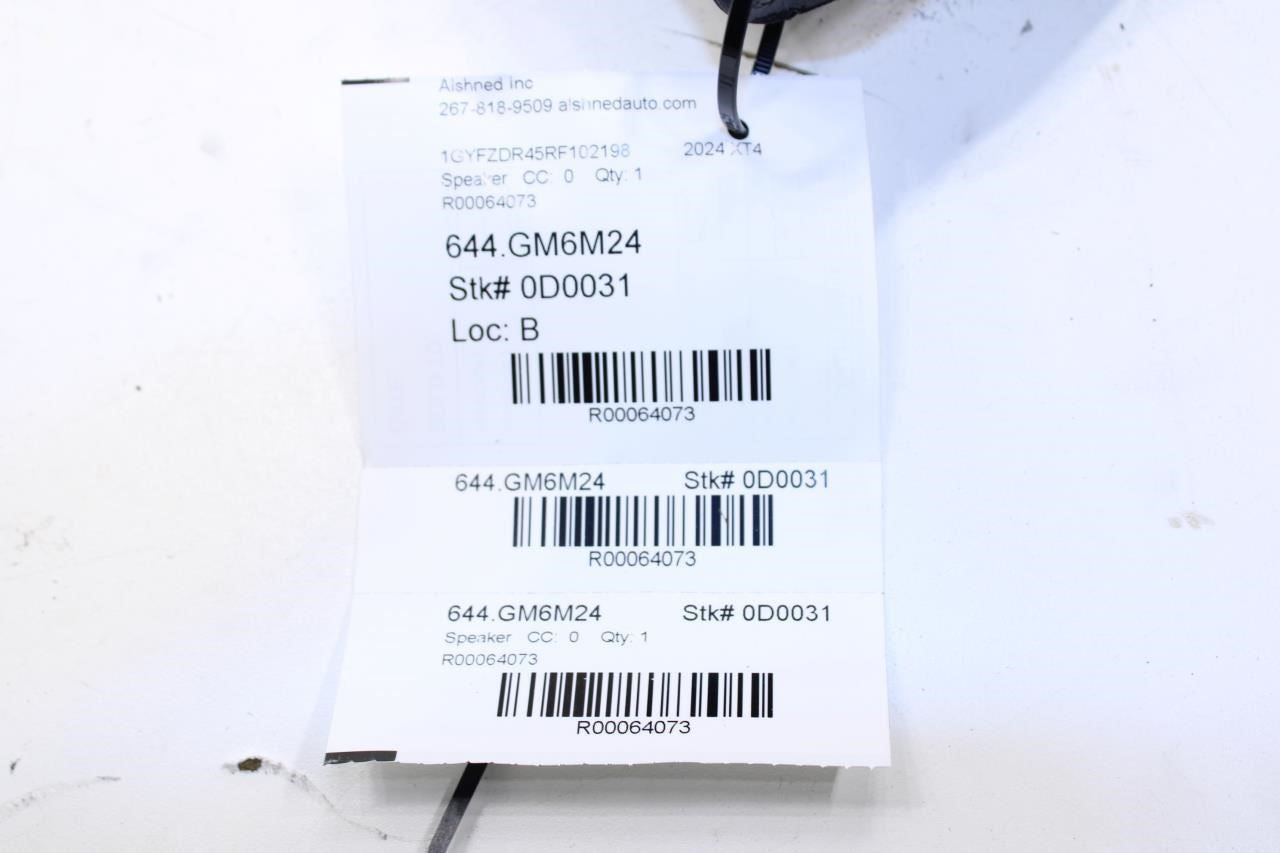 Alshned Inc
267-818-9509 alshnedauto.com
1GYFZDR45RF102198 2024 XT4
Speaker CC: 0 Qty: 1
R00064073
644.GM6M24
Stk# 0D0031
Loc: B
R00064073
644.GM6M24 Stk# 0D0031
R00064073
644.GM6M24 Stk# 0D0031
Speaker CC: 0 Qty: 1
R00064073
R00064073